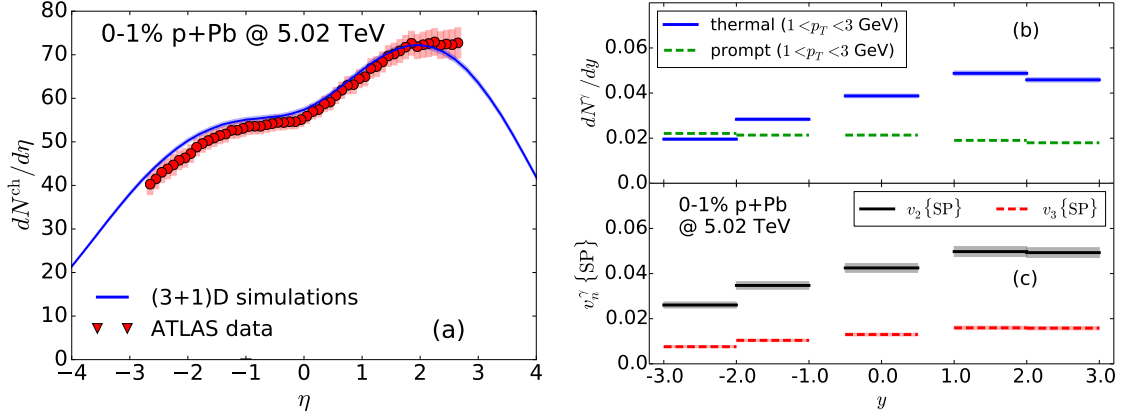 80
70
60
50
40
30
20
10
0
dN^ch/dη
0-1% p+Pb @ 5.02 TeV
(3+1)D simulations
ATLAS data
(a)
−4 −3 −2 −1 0 1 2 3 4
η
0.06
0.04
0.02
0.0
dN^γ/dy
thermal (1<p_T<3 GeV)
prompt (1<p_T<3 GeV)
(b)
0.06
0.04
0.02
0.00
v_n^γ{SP}
0-1% p+Pb
@ 5.02 TeV
v_2{SP} v_3{SP}
(c)
-3.0 -2.0 -1.0 0.0 1.0 2.0 3.0
y